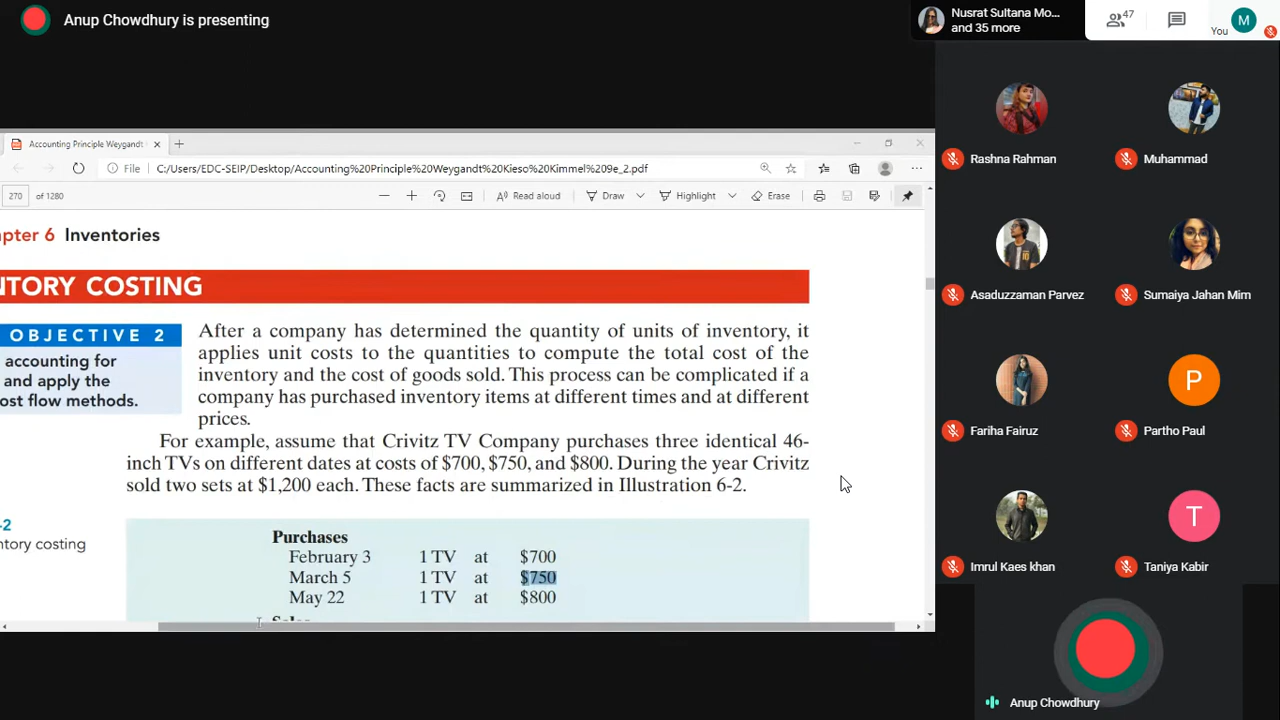 Anup Chowdhury is presenting
Nusrat Sultana Mo...
and 35 more
47
You
M
Accounting Principle Weygandt
File
C:/Users/EDC-SEIP/Desktop/Accounting%20Principle%20Weygandt%20Kieso%20Kimmel%209e_2.pdf
270 of 1280
Read aloud
Draw
Highlight
Erase
pter 6 Inventories
NTORY COSTING
OBJECTIVE 2
accounting for
and apply the
ost flow methods.
After a company has determined the quantity of units of inventory, it
applies unit costs to the quantities to compute the total cost of the
inventory and the cost of goods sold. This process can be complicated if a
company has purchased inventory items at different times and at different
prices.
For example, assume that Crivitz TV Company purchases three identical 46-
inch TVs on different dates at costs of $700, $750, and $800. During the year Crivitz
sold two sets at $1,200 each. These facts are summarized in Illustration 6-2.
-2
ntory costing
Purchases
February 3 1 TV at $700
March 5 1 TV at $750
May 22 1 TV at $800
Rashna Rahman
Muhammad
Asaduzzaman Parvez
Sumaiya Jahan Mim
Fariha Fairuz
P
Partho Paul
Imrul Kaes khan
T
Taniya Kabir
Anup Chowdhury